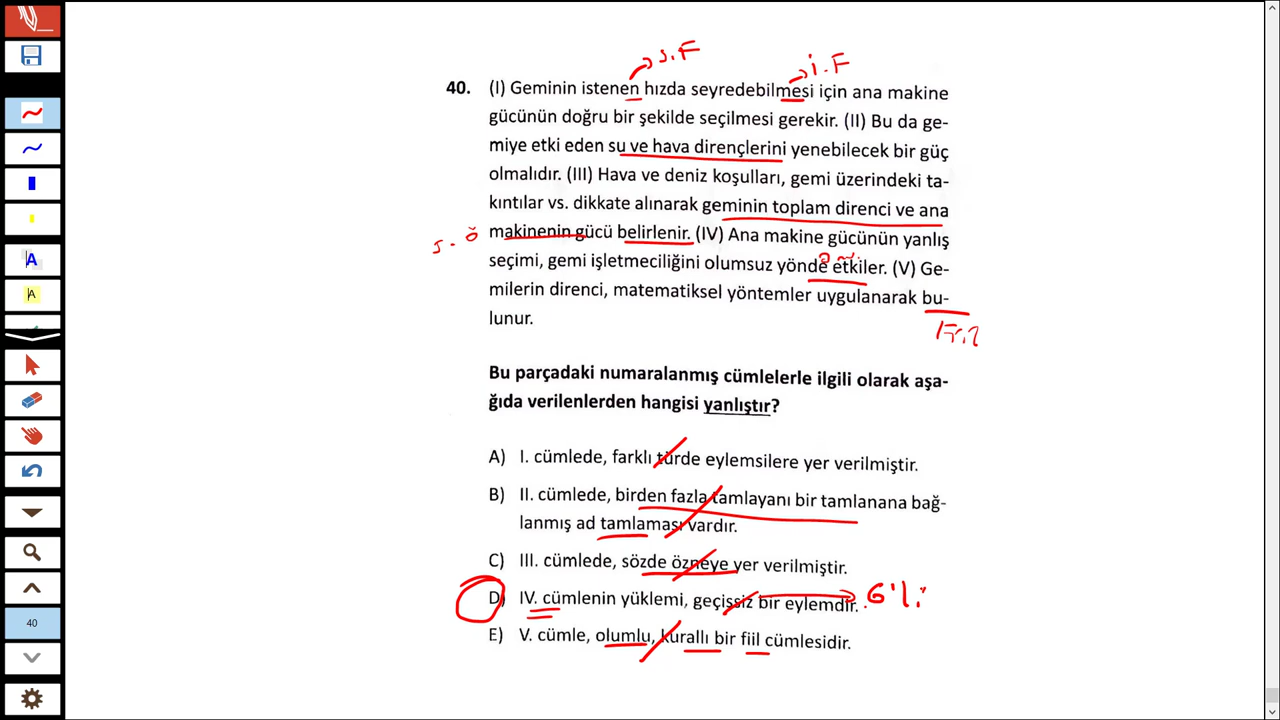 s.F
i.F
40. (I) Geminin istenen hızda seyredebilmesi için ana makine
gücünün doğru bir şekilde seçilmesi gerekir. (II) Bu da ge-
miye etki eden su ve hava dirençlerini yenebilecek bir güç
olmalıdır. (III) Hava ve deniz koşulları, gemi üzerindeki ta-
kıntılar vs. dikkate alınarak geminin toplam direnci ve ana
makinenin gücü belirlenir. (IV) Ana makine gücünün yanlış
s. ö
seçimi, gemi işletmeciliğini olumsuz yönde etkiler. (V) Ge-
milerin direnci, matematiksel yöntemler uygulanarak bu-
lunur.
Bu parçadaki numaralanmış cümlelerle ilgili olarak aşa-
ğıda verilenlerden hangisi yanlıştır?
A) I. cümlede, farklı türde eylemsilere yer verilmiştir.
B) II. cümlede, birden fazla tamlayanı bir tamlanana bağ-
lanmış ad tamlaması vardır.
C) III. cümlede, sözde özneye yer verilmiştir.
D) IV. cümlenin yüklemi, geçişsiz bir eylemdir. G'li
E) V. cümle, olumlu, kurallı bir fiil cümlesidir.
A
A
40